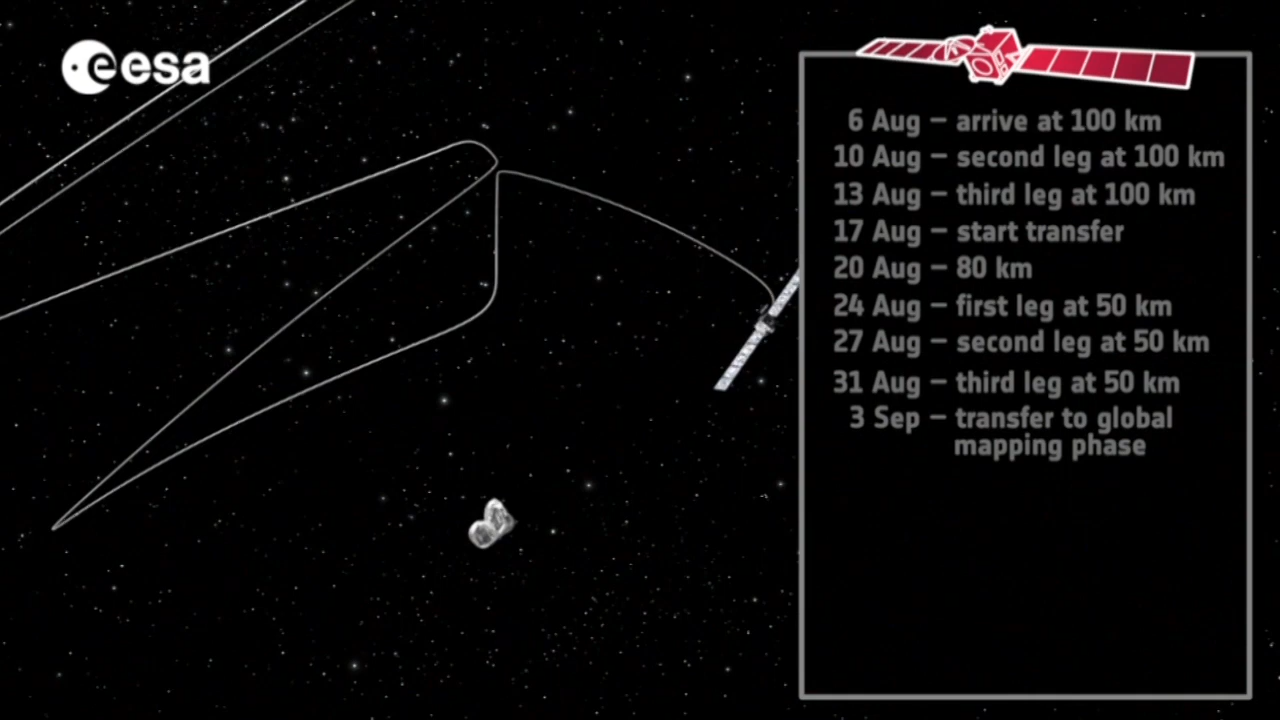 esa
6 Aug – arrive at 100 km
10 Aug – second leg at 100 km
13 Aug – third leg at 100 km
17 Aug – start transfer
20 Aug – 80 km
24 Aug – first leg at 50 km
27 Aug – second leg at 50 km
31 Aug – third leg at 50 km
3 Sep – transfer to global
mapping phase